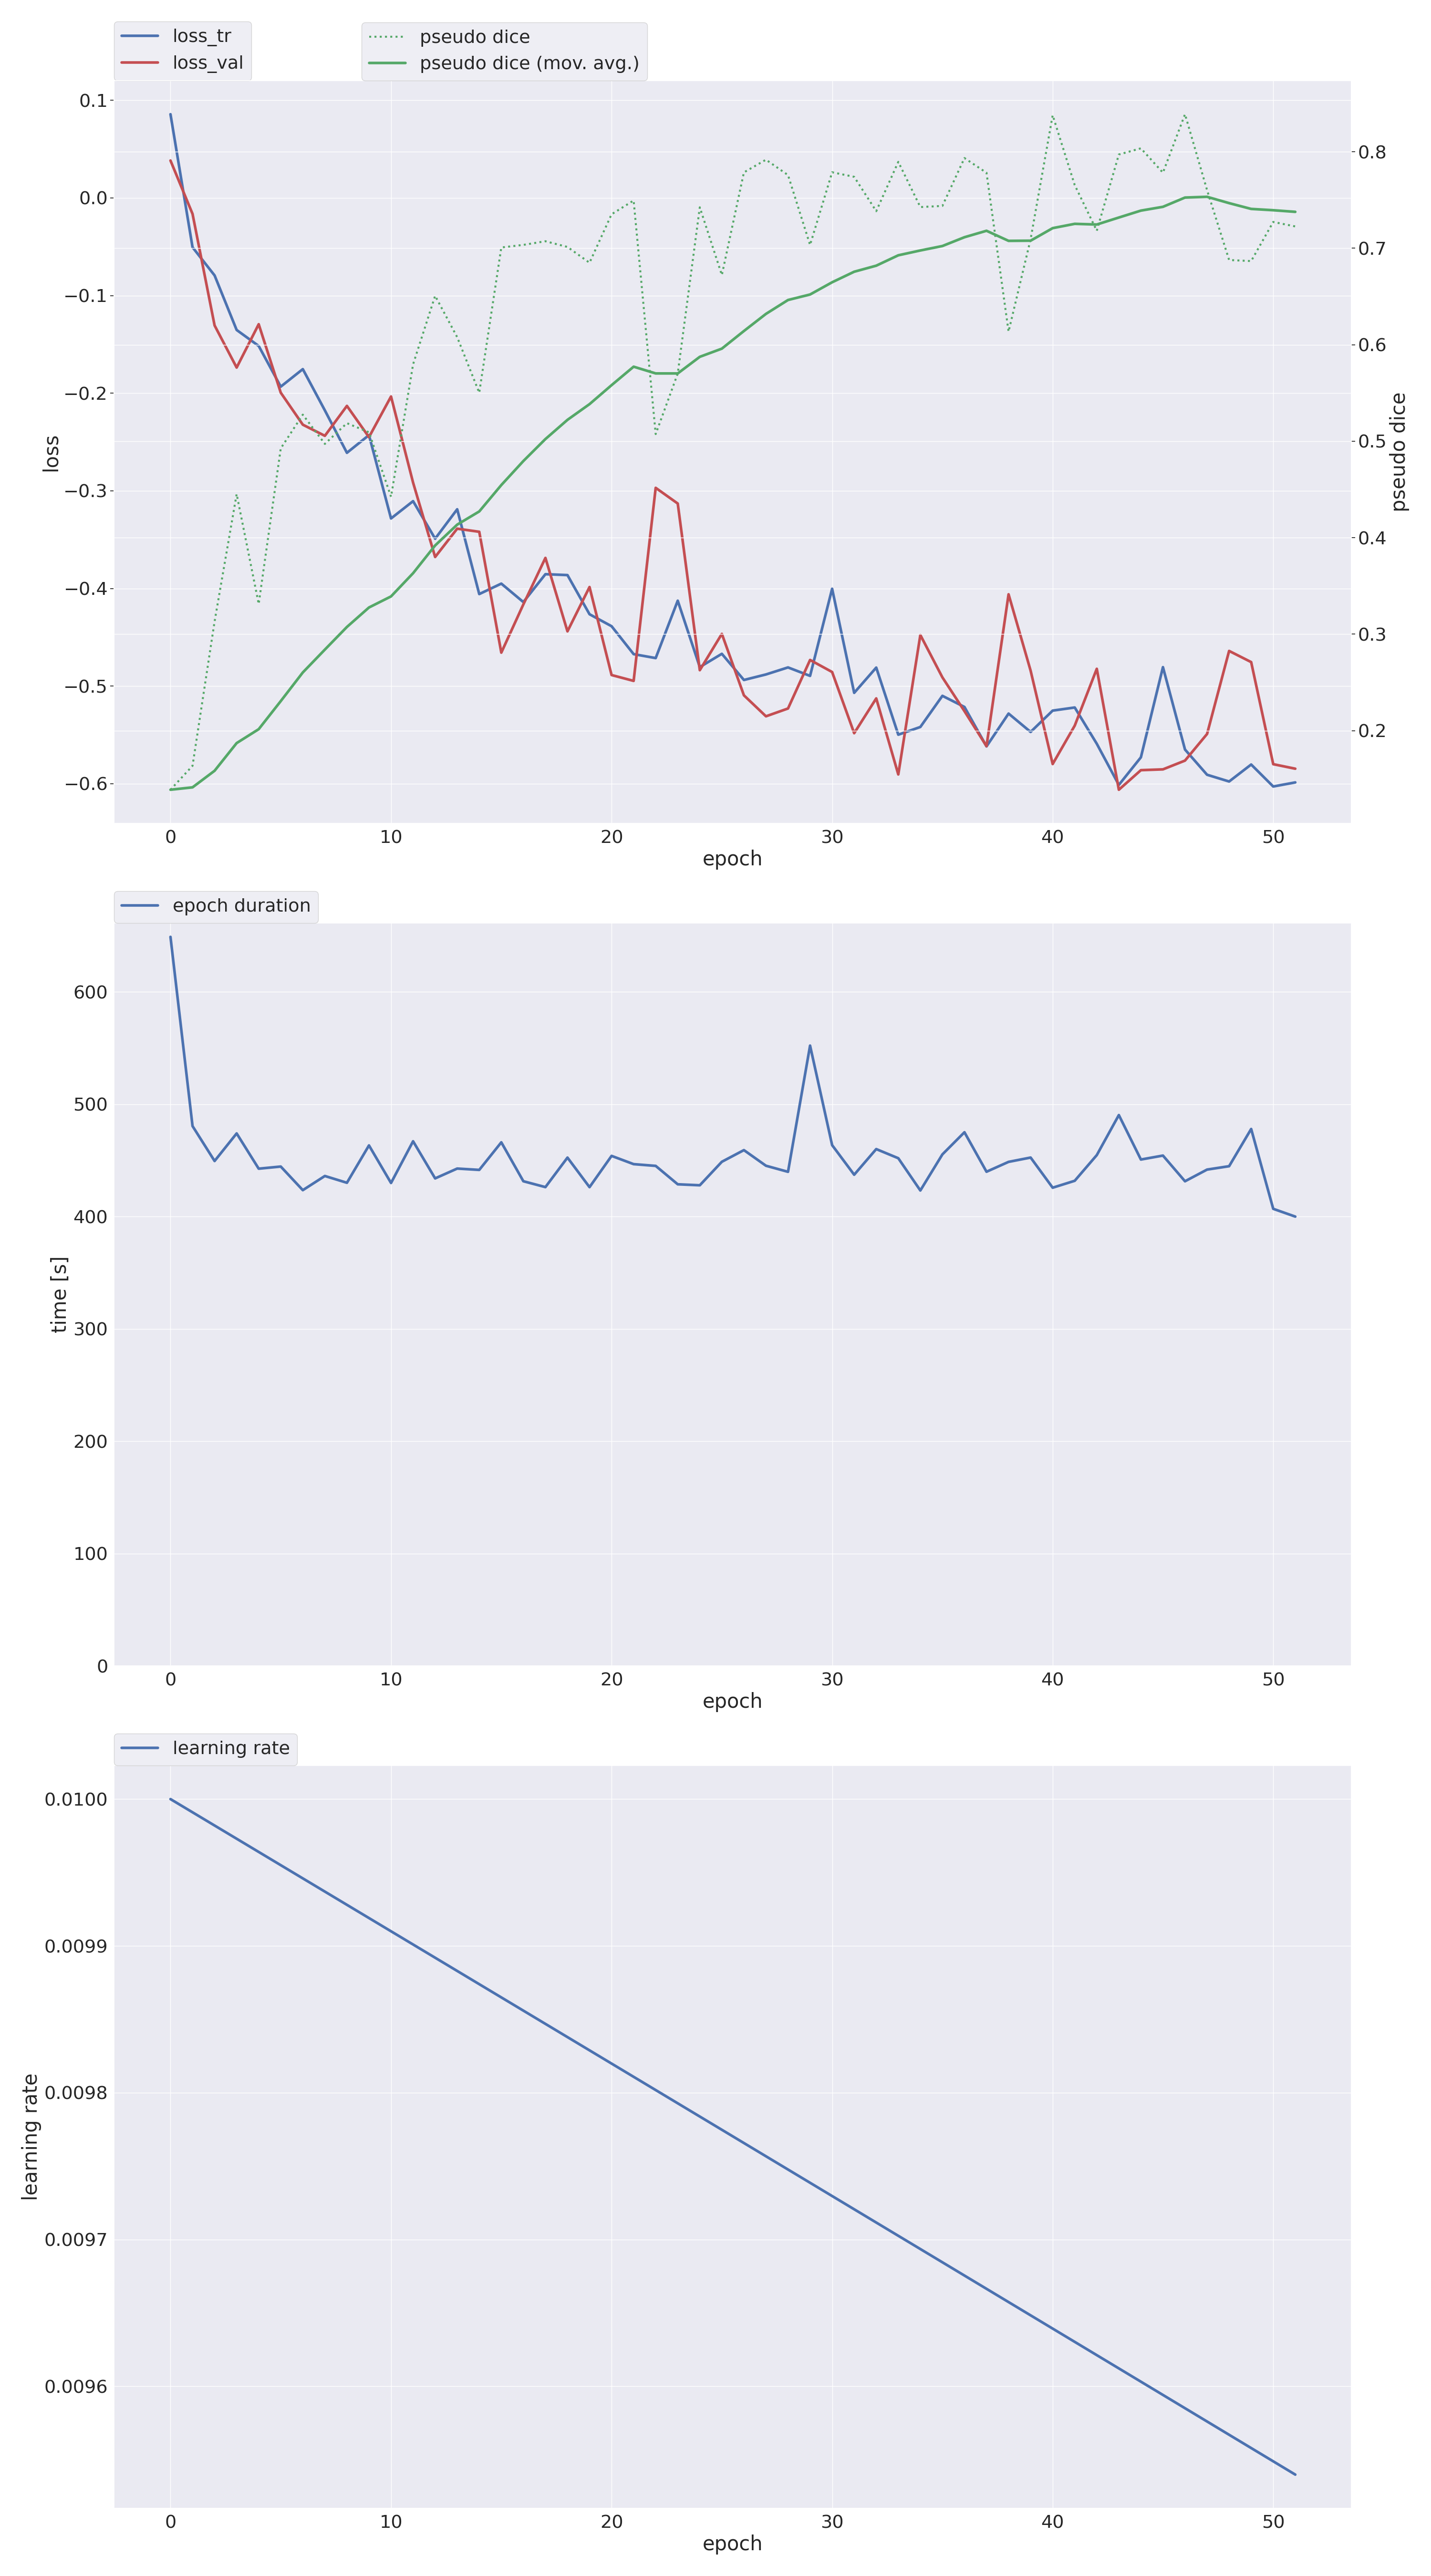 loss_tr
loss_val
pseudo dice
pseudo dice (mov. avg.)
0.1
0.0
−0.1
−0.2
−0.3
−0.4
−0.5
−0.6
loss
0.8
0.7
0.6
0.5
0.4
0.3
0.2
pseudo dice
0 10 20 30 40 50
epoch
epoch duration
600
500
400
300
200
100
0
time [s]
0 10 20 30 40 50
epoch
learning rate
0.0100
0.0099
0.0098
0.0097
0.0096
learning rate
0 10 20 30 40 50
epoch